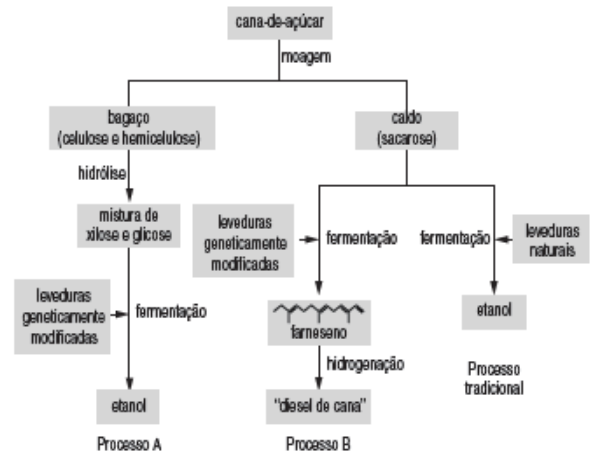 cana-de-açúcar
moagem
bagaço
(celulose e hemicelulose)
caldo
(sacarose)
hidrólise
mistura de
xilose e glicose
leveduras
geneticamente
modificadas
fermentação
fermentação
leveduras
naturais
leveduras
geneticamente
modificadas
fermentação
farneseno
etanol
hidrogenação
Processo
tradicional
etanol
"diesel de cana"
Processo A
Processo B